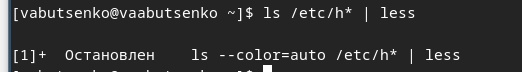 [vabutsenko@vaabutsenko ~]$ ls /etc/h* | less
[1]+  Остановлен    ls --color=auto /etc/h* | less